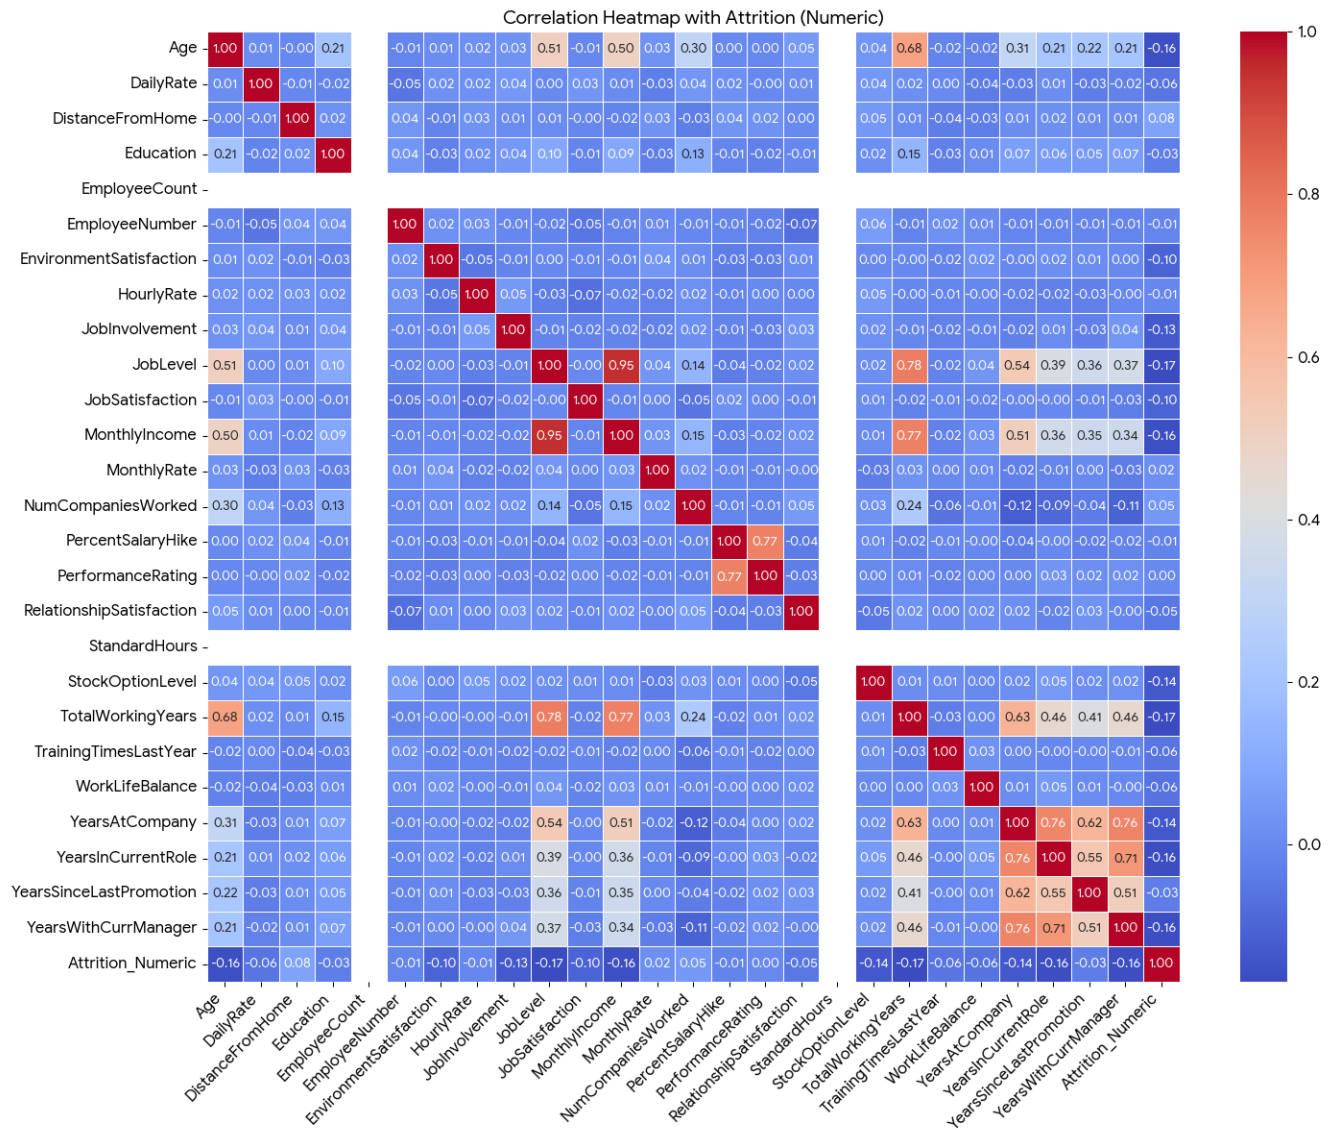 Correlation Heatmap with Attrition (Numeric)
Age 1.00 0.01 -0.00 0.21 -0.01 0.01 0.02 0.03 0.51 -0.01 0.50 0.03 0.30 0.00 0.00 0.05 0.04 0.68 -0.02 -0.02 0.31 0.21 0.22 0.21 -0.16
DailyRate 0.01 1.00 -0.01 -0.02 -0.05 0.02 0.02 0.04 0.00 0.03 0.01 -0.03 0.04 0.02 -0.00 0.01 0.04 0.02 0.00 -0.04 -0.03 0.01 -0.03 -0.02 -0.06
DistanceFromHome -0.00 -0.01 1.00 0.02 0.04 -0.01 0.03 0.01 0.01 -0.00 -0.02 0.03 -0.03 0.04 0.02 0.00 0.05 0.01 -0.04 -0.03 0.01 0.02 0.01 0.01 0.08
Education 0.21 -0.02 0.02 1.00 0.04 -0.03 0.02 0.04 0.10 -0.01 0.09 -0.03 0.13 -0.01 -0.02 -0.01 0.02 0.15 -0.03 0.01 0.07 0.06 0.05 0.07 -0.03
EmployeeCount
EmployeeNumber -0.01 -0.05 0.04 0.04 1.00 0.02 0.03 -0.01 -0.02 -0.05 -0.01 0.01 -0.01 -0.01 -0.02 -0.07 0.06 -0.01 0.02 0.01 -0.01 -0.01 -0.01 -0.01 -0.01
EnvironmentSatisfaction 0.01 0.02 -0.01 -0.03 0.02 1.00 -0.05 -0.01 0.00 -0.01 -0.01 0.04 0.01 -0.03 -0.03 0.01 0.00 -0.00 -0.02 0.02 -0.00 0.02 0.01 -0.00 -0.10
HourlyRate 0.02 0.02 0.03 0.02 0.03 -0.05 1.00 0.05 -0.03 -0.07 -0.02 -0.02 0.02 -0.01 0.00 0.00 0.05 -0.00 -0.01 -0.00 -0.02 -0.02 -0.03 -0.00 -0.01
JobInvolvement 0.03 0.04 0.01 0.04 -0.01 -0.01 0.05 1.00 -0.01 -0.02 -0.02 -0.02 0.02 -0.01 -0.03 0.03 0.02 -0.01 -0.02 -0.01 -0.02 0.01 -0.03 0.04 -0.13
JobLevel 0.51 0.00 0.01 0.10 -0.02 0.00 -0.03 -0.01 1.00 -0.00 0.95 0.04 0.14 -0.04 -0.02 0.02 0.02 0.78 -0.02 0.04 0.54 0.39 0.36 0.37 -0.17
JobSatisfaction -0.01 0.03 -0.00 -0.01 -0.05 -0.01 -0.07 -0.02 -0.00 1.00 -0.01 0.00 -0.05 0.02 0.00 -0.01 0.01 -0.02 -0.01 -0.02 -0.00 -0.00 -0.01 -0.03 -0.10
MonthlyIncome 0.50 0.01 -0.02 0.09 -0.01 -0.01 -0.02 -0.02 0.95 -0.01 1.00 0.03 0.15 -0.03 -0.02 0.02 0.01 0.77 -0.02 0.03 0.51 0.36 0.35 0.34 -0.16
MonthlyRate 0.03 -0.03 0.03 -0.03 0.01 0.04 -0.02 -0.02 0.04 0.00 0.03 1.00 0.02 -0.01 -0.01 -0.00 -0.03 0.03 0.00 0.01 -0.02 -0.01 0.00 -0.03 0.02
NumCompaniesWorked 0.30 0.04 -0.03 0.13 -0.01 0.01 0.02 0.02 0.14 -0.05 0.15 0.02 1.00 -0.01 -0.01 0.05 0.03 0.24 -0.06 -0.01 -0.12 -0.09 -0.04 -0.11 0.05
PercentSalaryHike 0.00 0.02 0.04 -0.01 -0.01 -0.03 -0.01 -0.01 -0.04 0.02 -0.03 -0.01 -0.01 1.00 0.77 -0.04 0.01 -0.02 -0.01 -0.00 -0.04 -0.00 -0.02 -0.02 -0.01
PerformanceRating 0.00 -0.00 0.02 -0.02 -0.02 -0.03 0.00 -0.03 -0.02 0.00 -0.02 -0.01 -0.01 0.77 1.00 -0.03 0.00 0.01 -0.02 0.00 0.00 0.03 0.02 0.02 0.00
RelationshipSatisfaction 0.05 0.01 0.00 -0.01 -0.07 0.01 0.00 0.03 0.02 -0.01 0.02 -0.00 0.05 -0.04 -0.03 1.00 -0.05 0.02 0.00 0.02 0.02 -0.02 0.03 -0.00 -0.05
StandardHours
StockOptionLevel 0.04 0.04 0.05 0.02 0.06 0.00 0.05 0.02 0.02 0.01 0.01 -0.03 0.03 0.01 0.00 -0.05 1.00 0.01 0.01 0.00 0.02 0.05 0.02 0.02 -0.14
TotalWorkingYears 0.68 0.02 0.01 0.15 -0.01 -0.00 -0.00 -0.01 0.78 -0.02 0.77 0.03 0.24 -0.02 0.01 0.02 0.01 1.00 -0.03 0.00 0.63 0.46 0.41 0.46 -0.17
TrainingTimesLastYear -0.02 0.00 -0.04 -0.03 0.02 -0.02 -0.01 -0.02 -0.02 -0.01 -0.02 0.00 -0.06 -0.01 -0.02 0.00 0.01 -0.03 1.00 0.03 0.00 -0.00 -0.00 -0.01 -0.06
WorkLifeBalance -0.02 -0.04 -0.03 0.01 0.01 0.02 -0.00 -0.01 0.04 -0.02 0.03 0.01 -0.01 -0.00 0.00 0.02 0.00 0.00 0.03 1.00 0.01 0.05 0.01 -0.00 -0.06
YearsAtCompany 0.31 -0.03 0.01 0.07 -0.01 -0.00 -0.02 -0.02 0.54 -0.00 0.51 -0.02 -0.12 -0.04 0.00 0.02 0.02 0.63 0.00 0.01 1.00 0.76 0.62 0.76 -0.14
YearsInCurrentRole 0.21 0.01 0.02 0.06 -0.01 0.02 -0.02 0.01 0.39 -0.00 0.36 -0.01 -0.09 -0.00 0.03 -0.02 0.05 0.46 -0.00 0.05 0.76 1.00 0.55 0.71 -0.16
YearsSinceLastPromotion 0.22 -0.03 0.01 0.05 -0.01 0.01 -0.03 -0.03 0.36 -0.01 0.35 0.00 -0.04 -0.02 0.02 0.03 0.02 0.41 -0.00 0.01 0.62 0.55 1.00 0.51 -0.03
YearsWithCurrManager 0.21 -0.02 0.01 0.07 -0.01 -0.00 -0.00 0.04 0.37 -0.03 0.34 -0.03 -0.11 -0.02 0.02 -0.00 0.02 0.46 -0.01 -0.00 0.76 0.71 0.51 1.00 -0.16
Attrition_Numeric -0.16 -0.06 0.08 -0.03 -0.01 -0.10 -0.01 -0.13 -0.17 -0.10 -0.16 0.02 0.05 -0.01 0.00 -0.05 -0.14 -0.17 -0.06 -0.06 -0.14 -0.16 -0.03 -0.16 1.00
Age
DailyRate
DistanceFromHome
Education
EmployeeCount
EmployeeNumber
EnvironmentSatisfaction
HourlyRate
JobInvolvement
JobLevel
JobSatisfaction
MonthlyIncome
MonthlyRate
NumCompaniesWorked
PercentSalaryHike
PerformanceRating
RelationshipSatisfaction
StandardHours
StockOptionLevel
TotalWorkingYears
TrainingTimesLastYear
WorkLifeBalance
YearsAtCompany
YearsInCurrentRole
YearsSinceLastPromotion
YearsWithCurrManager
Attrition_Numeric
1.0
0.8
0.6
0.4
0.2
0.0